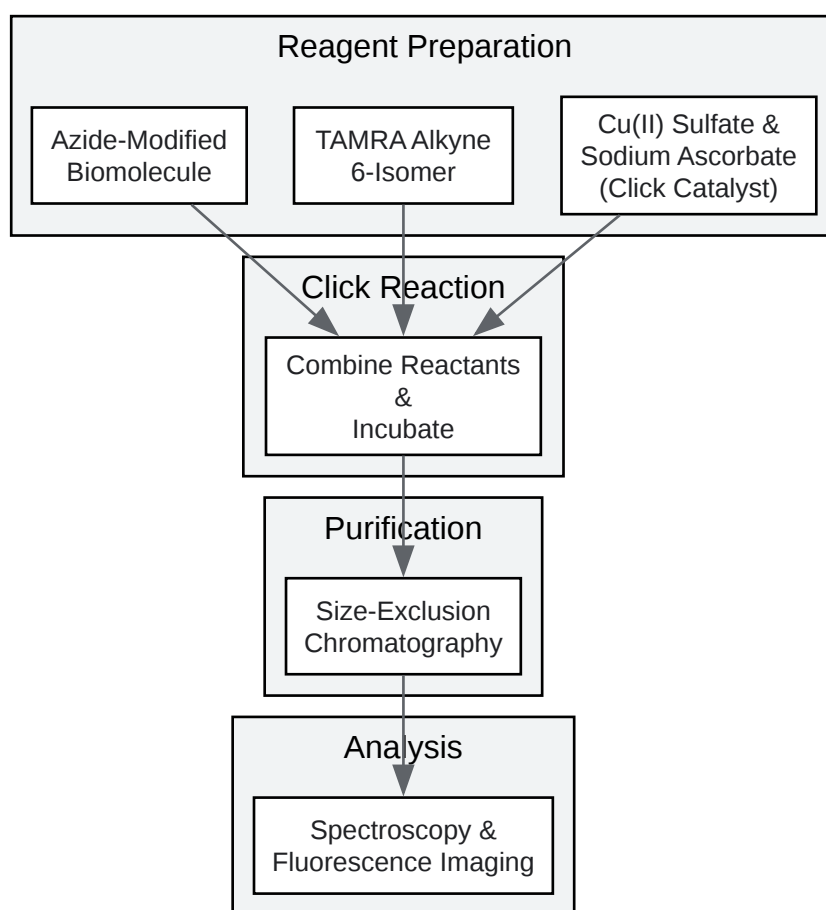 Reagent Preparation
Azide-Modified
Biomolecule
TAMRA Alkyne
6-Isomer
Cu(II) Sulfate &
Sodium Ascorbate
(Click Catalyst)
Click Reaction
Combine Reactants
&
Incubate
Purification
Size-Exclusion
Chromatography
Analysis
Spectroscopy &
Fluorescence Imaging